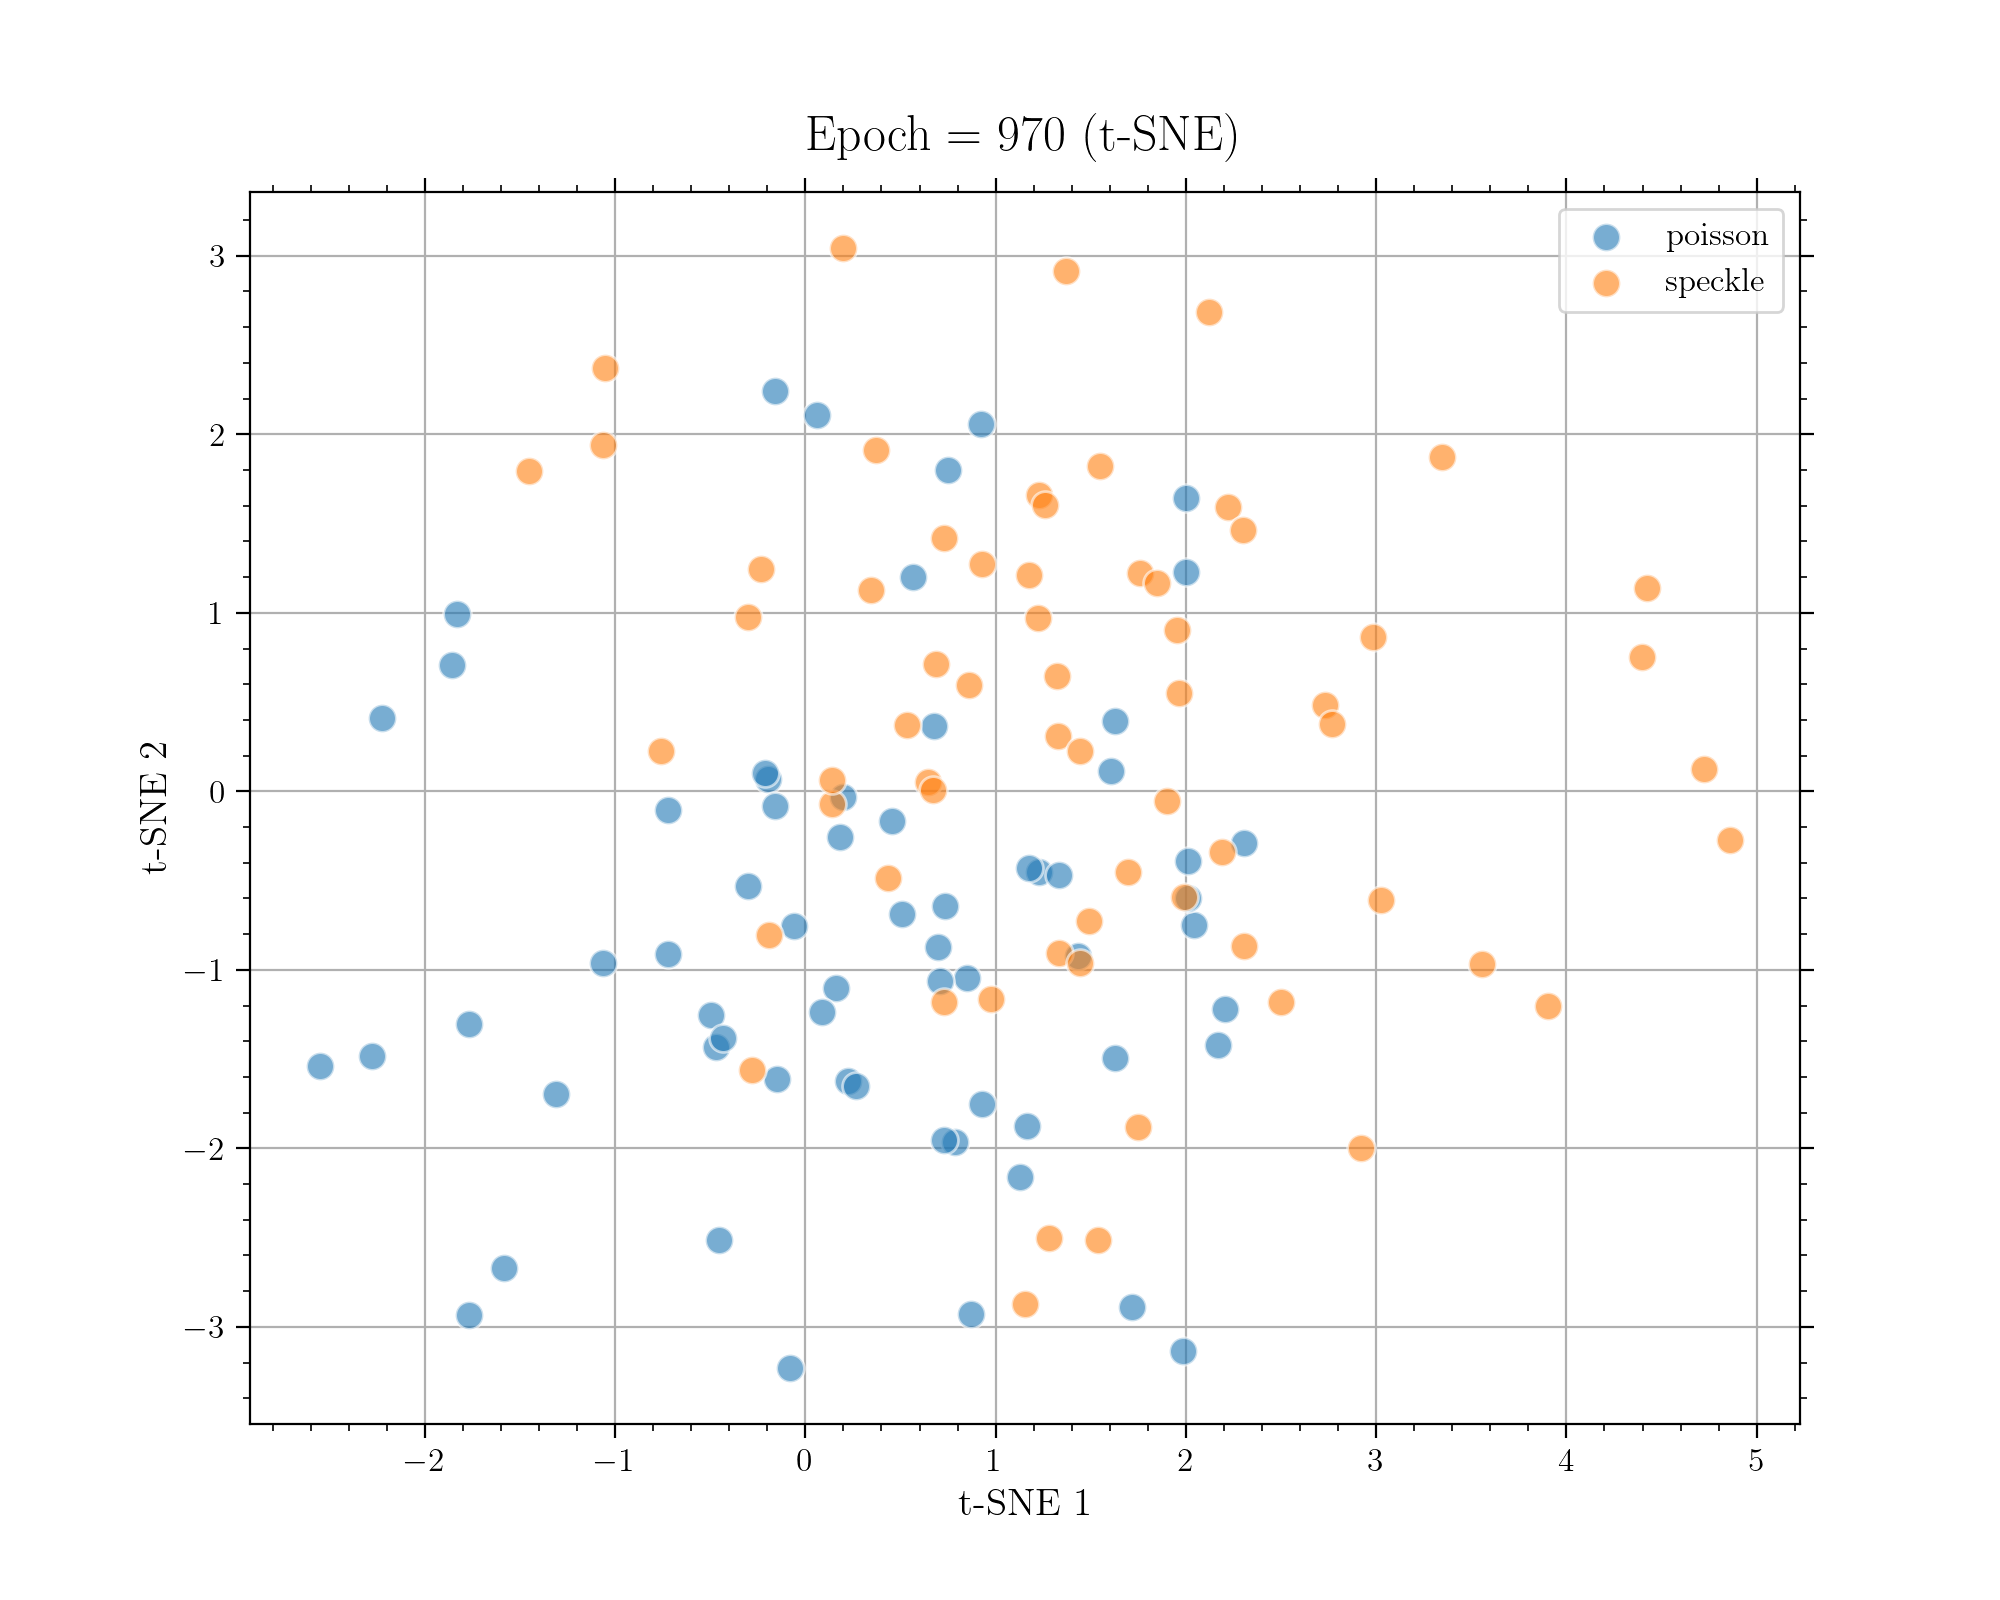 Epoch = 970 (t-SNE)
poisson
speckle
3
2
1
0
−1
−2
−3
t-SNE 2
−2 −1 0 1 2 3 4 5
t-SNE 1